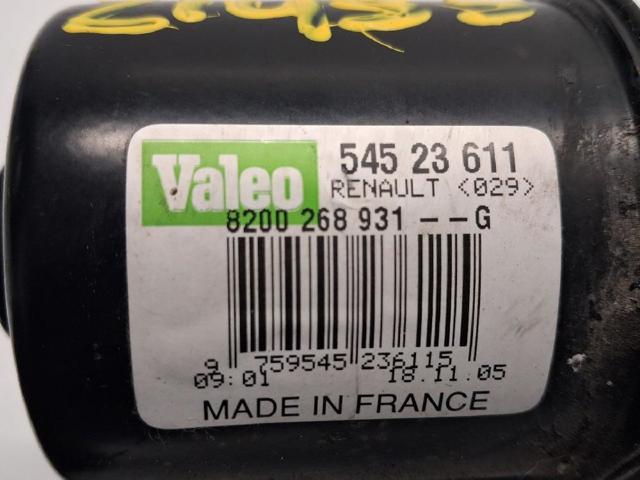 Valeo
545 23 611
RENAULT <029>
8200 268 931 --G
9 759545 236115
09:01 18.11.05
MADE IN FRANCE